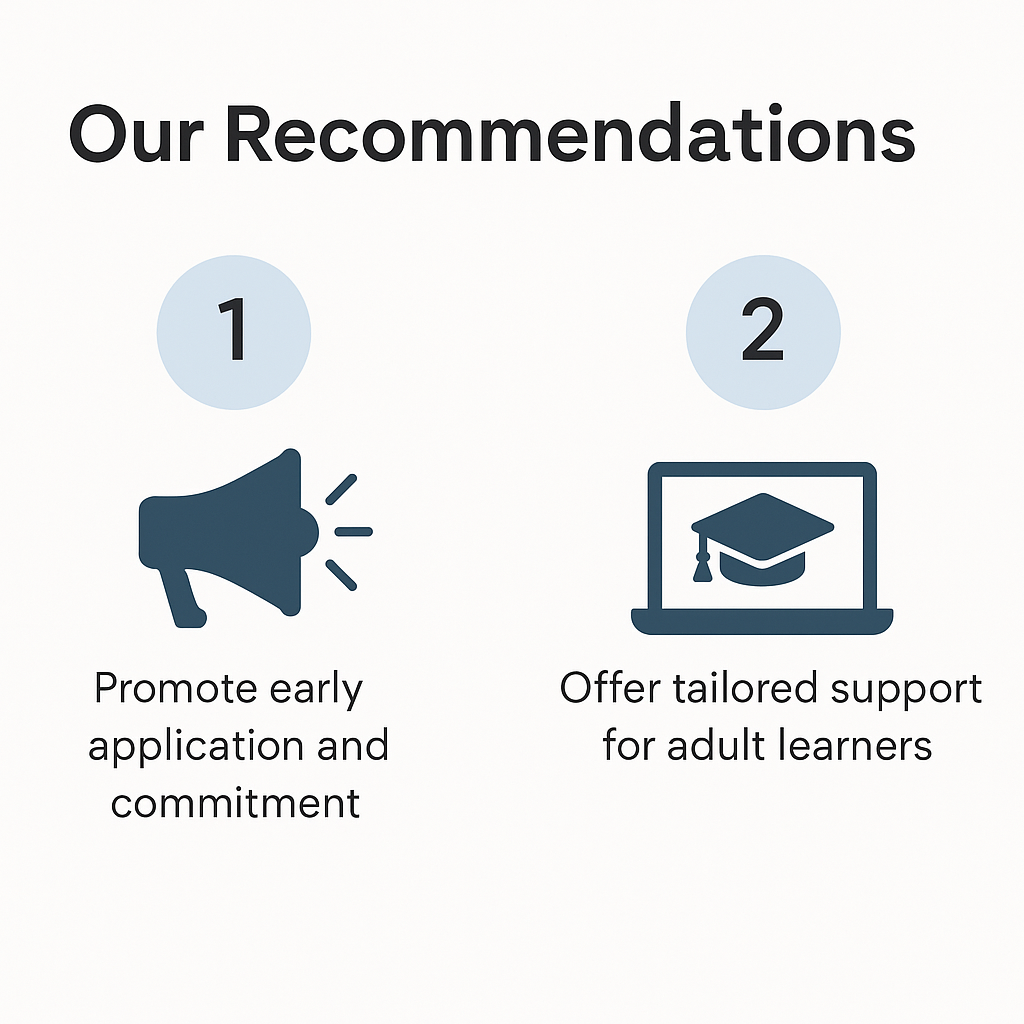 Our Recommendations
1
Promote early
application and
commitment
2
Offer tailored support
for adult learners